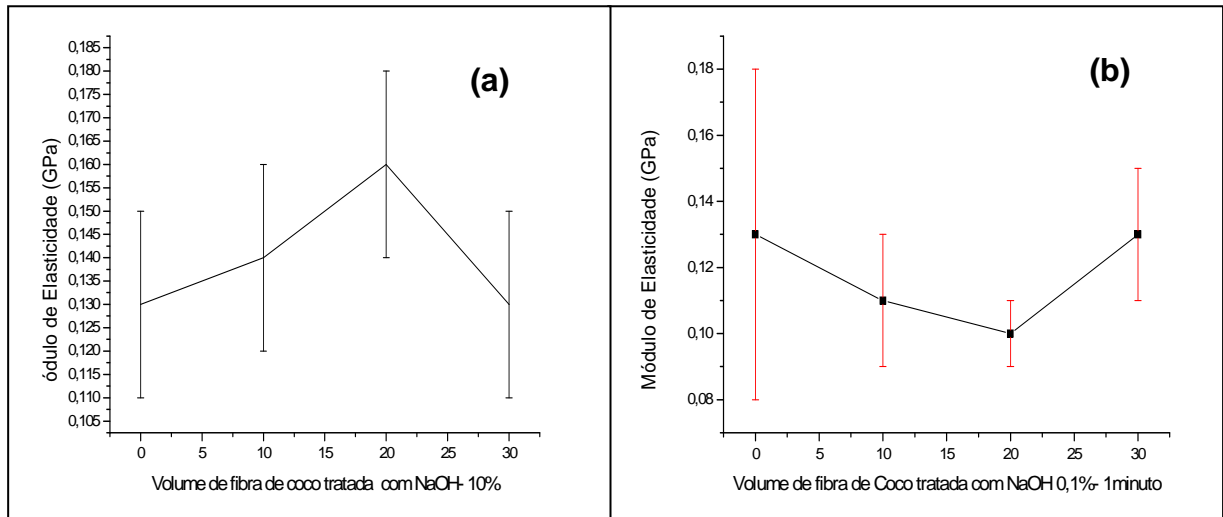 (a)
ódulo de Elasticidade (GPa)
0,185
0,180
0,175
0,170
0,165
0,160
0,155
0,150
0,145
0,140
0,135
0,130
0,125
0,120
0,115
0,110
0,105
0 5 10 15 20 25 30
Volume de fibra de coco tratada com NaOH- 10%
(b)
Módulo de Elasticidade (GPa)
0,18
0,16
0,14
0,12
0,10
0,08
0 5 10 15 20 25 30
Volume de fibra de Coco tratada com NaOH 0,1%- 1minuto